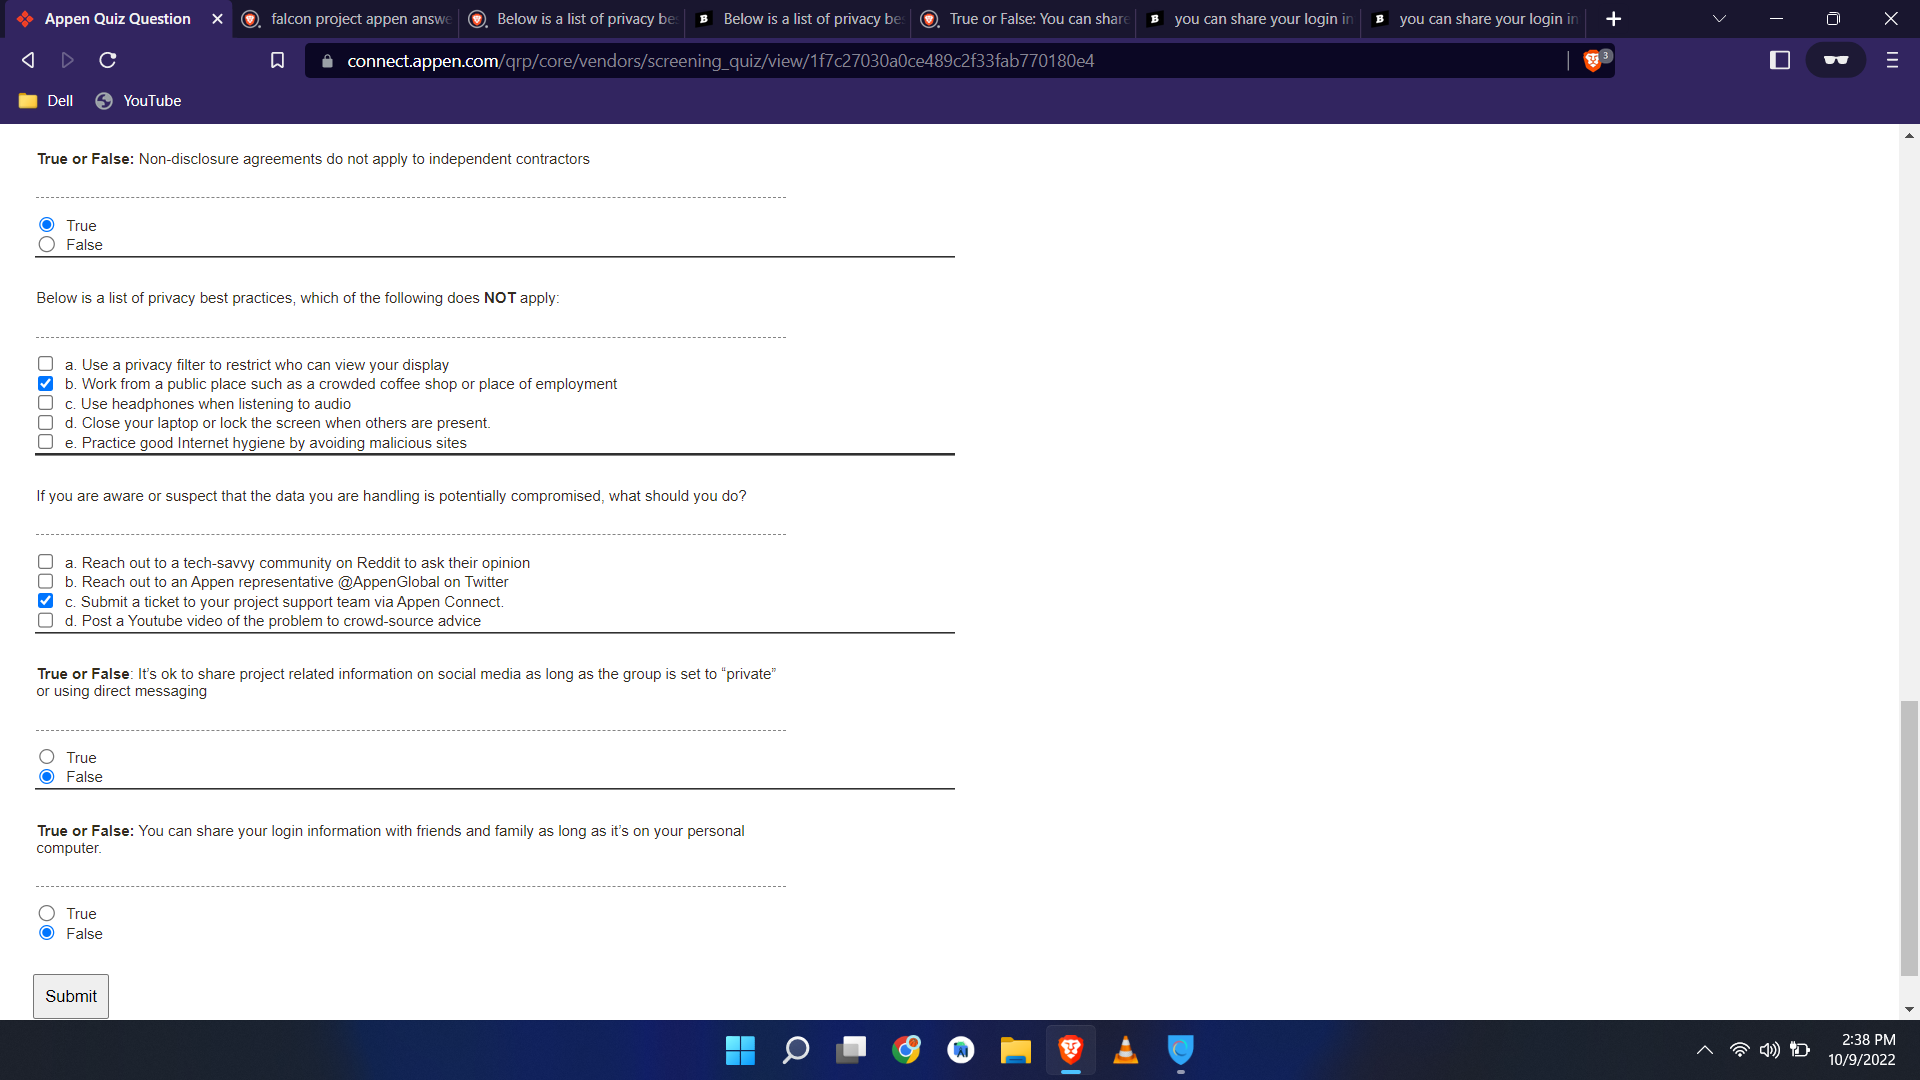 Appen Quiz Question
falcon project appen answe
Below is a list of privacy be
Below is a list of privacy be
True or False: You can share
you can share your login in
you can share your login in
connect.appen.com/qrp/core/vendors/screening_quiz/view/1f7c27030a0ce489c2f33fab770180e4
3
Dell
YouTube
True or False: Non-disclosure agreements do not apply to independent contractors
True
False
Below is a list of privacy best practices, which of the following does NOT apply:
a. Use a privacy filter to restrict who can view your display
b. Work from a public place such as a crowded coffee shop or place of employment
c. Use headphones when listening to audio
d. Close your laptop or lock the screen when others are present.
e. Practice good Internet hygiene by avoiding malicious sites
If you are aware or suspect that the data you are handling is potentially compromised, what should you do?
a. Reach out to a tech-savvy community on Reddit to ask their opinion
b. Reach out to an Appen representative @AppenGlobal on Twitter
c. Submit a ticket to your project support team via Appen Connect.
d. Post a Youtube video of the problem to crowd-source advice
True or False: It’s ok to share project related information on social media as long as the group is set to “private”
or using direct messaging
True
False
True or False: You can share your login information with friends and family as long as it’s on your personal
computer.
True
False
Submit
2:38 PM
10/9/2022